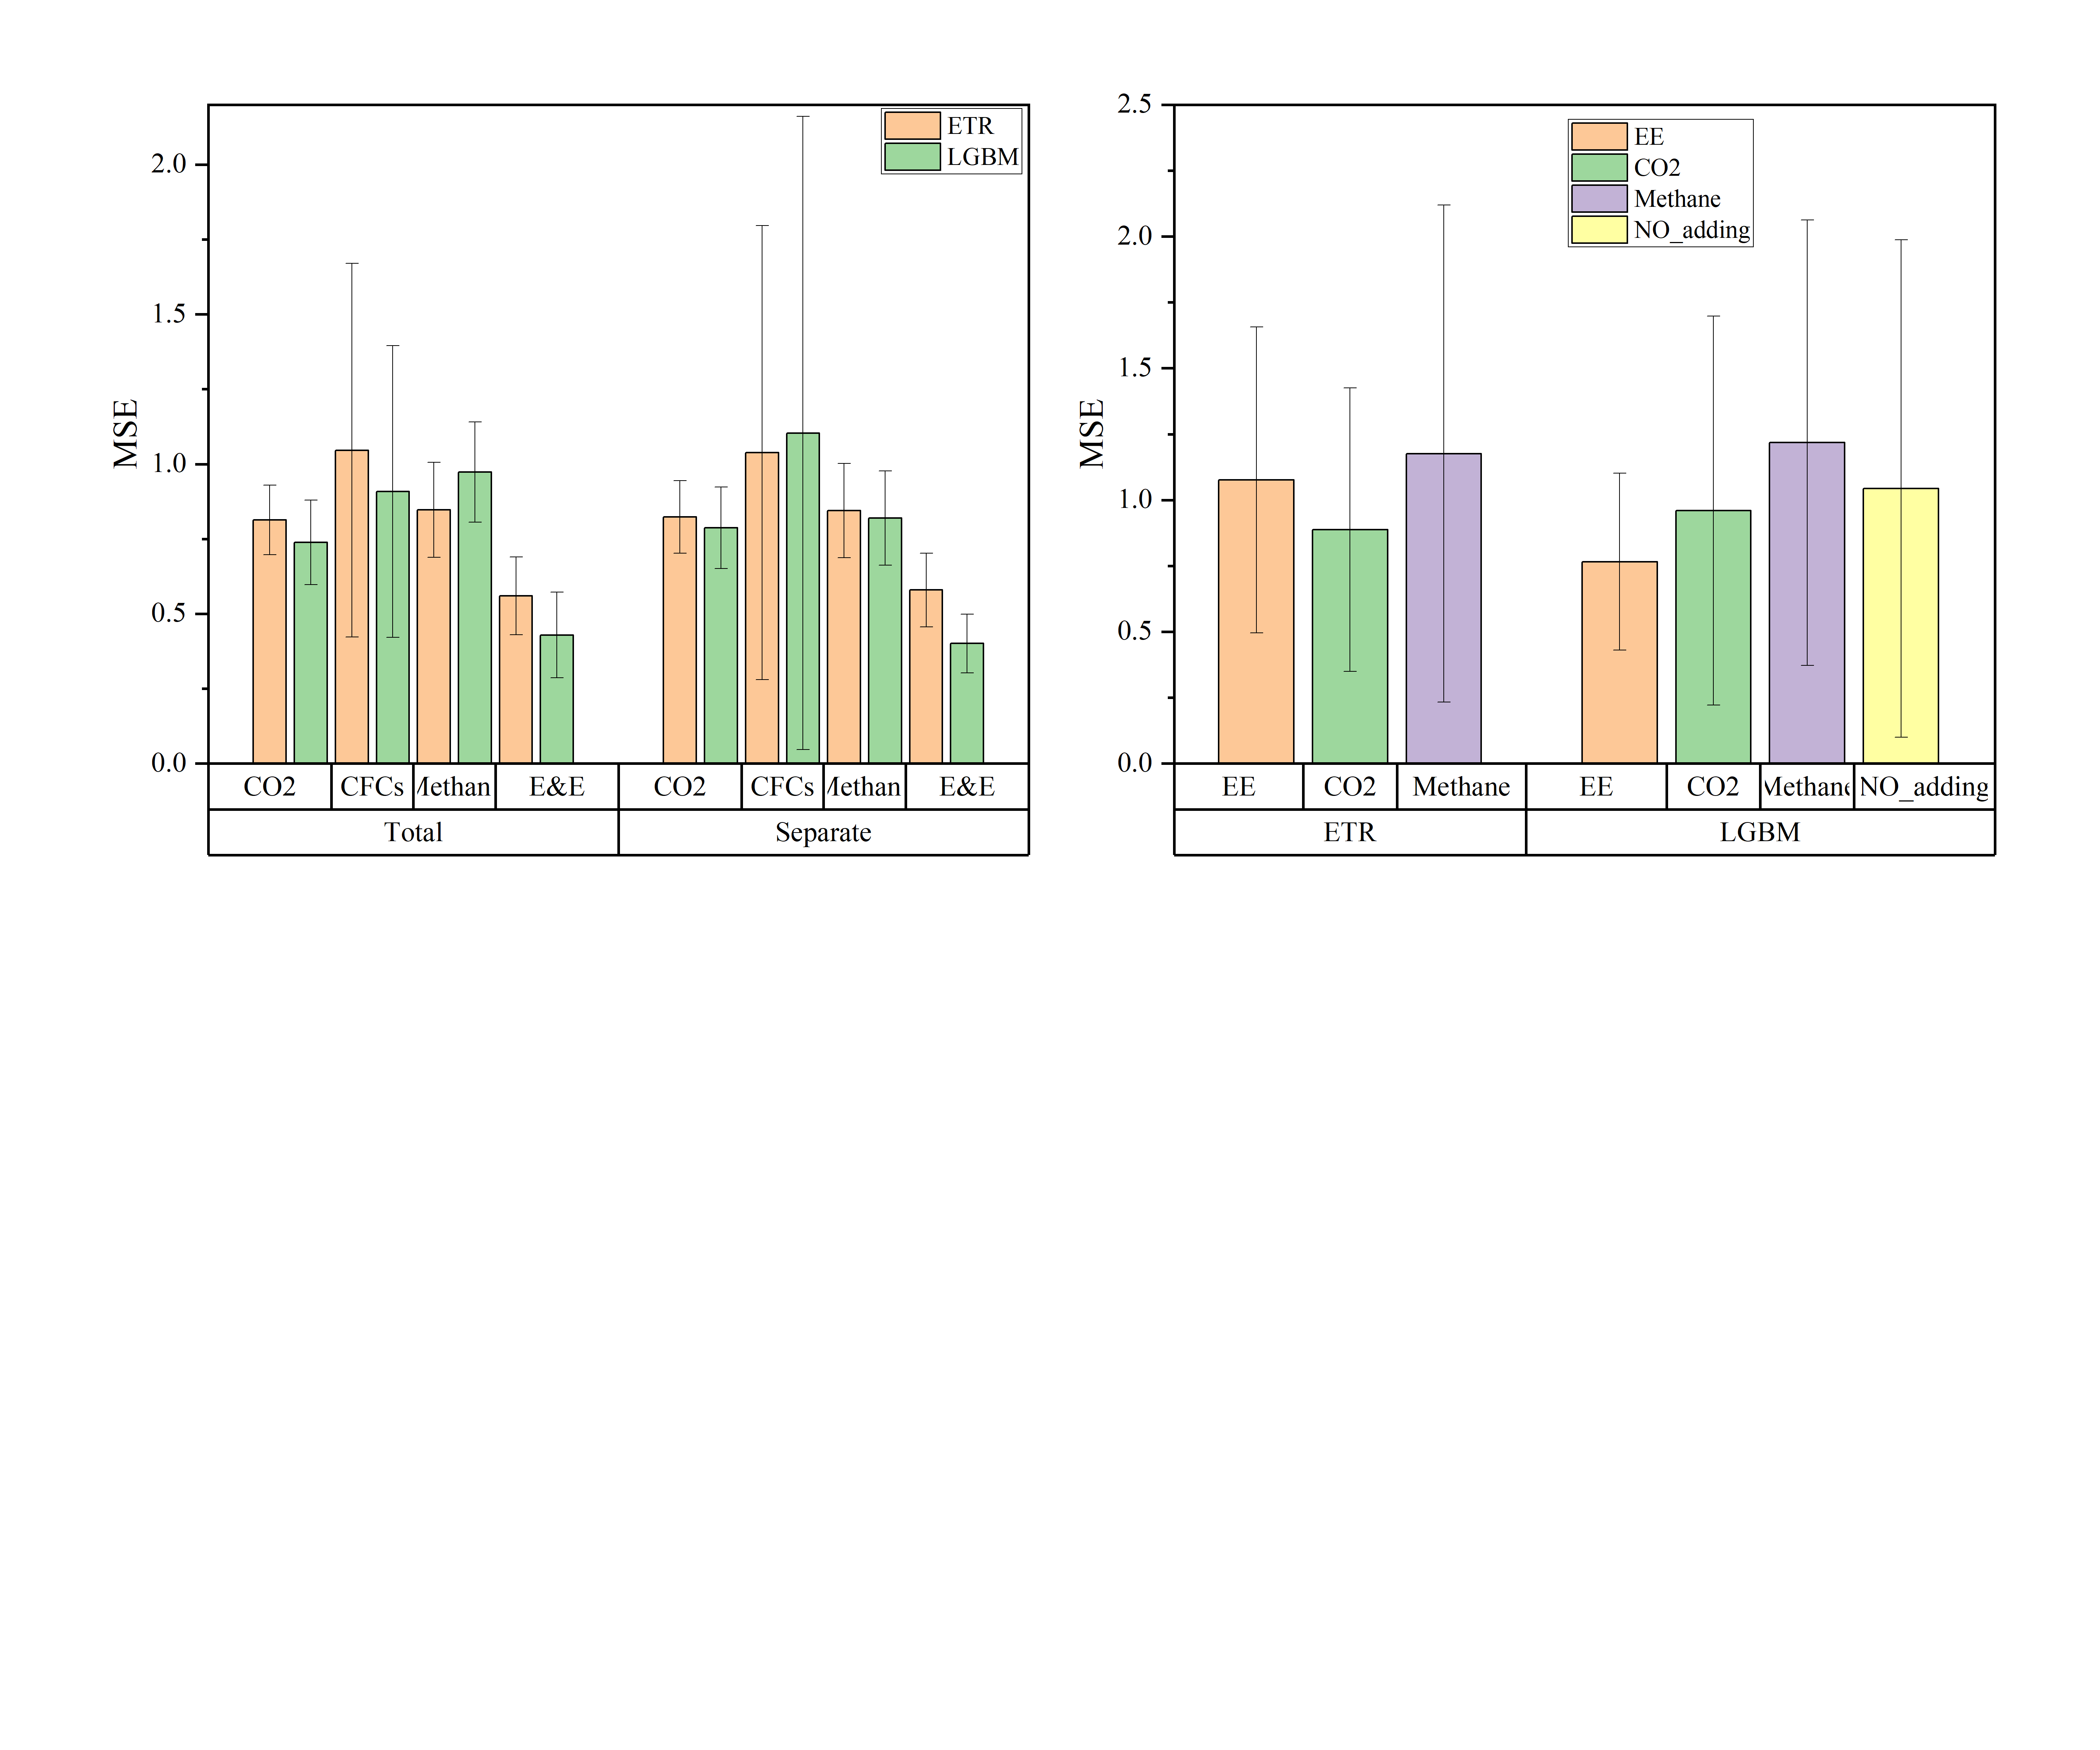 ETR
LGBM
2.0
1.5
1.0
0.5
0.0
MSE
CO2 CFCs Methan E&E CO2 CFCs Methan E&E
Total Separate
EE
CO2
Methane
NO_adding
2.5
2.0
1.5
1.0
0.5
0.0
MSE
EE CO2 Methane EE CO2 Methane NO_adding
ETR LGBM